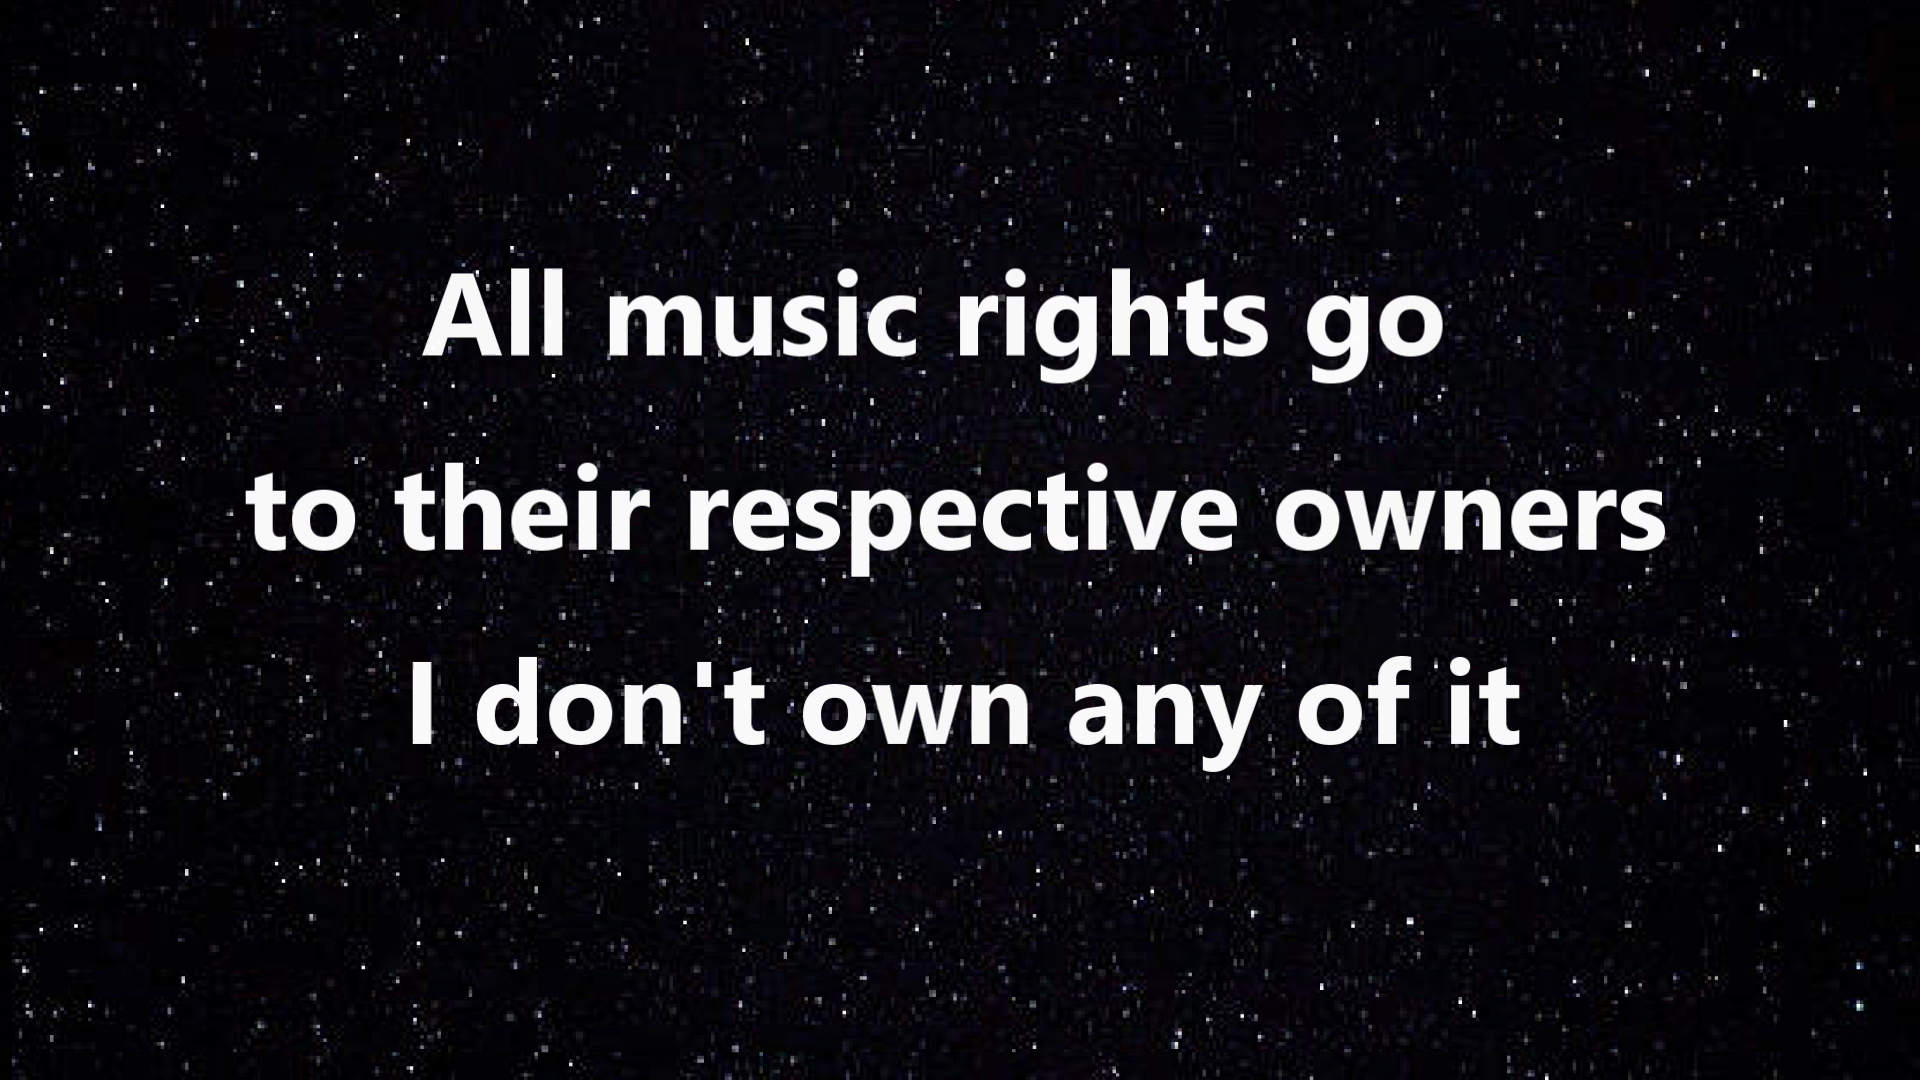 All music rights go
to their respective owners
I don't own any of it